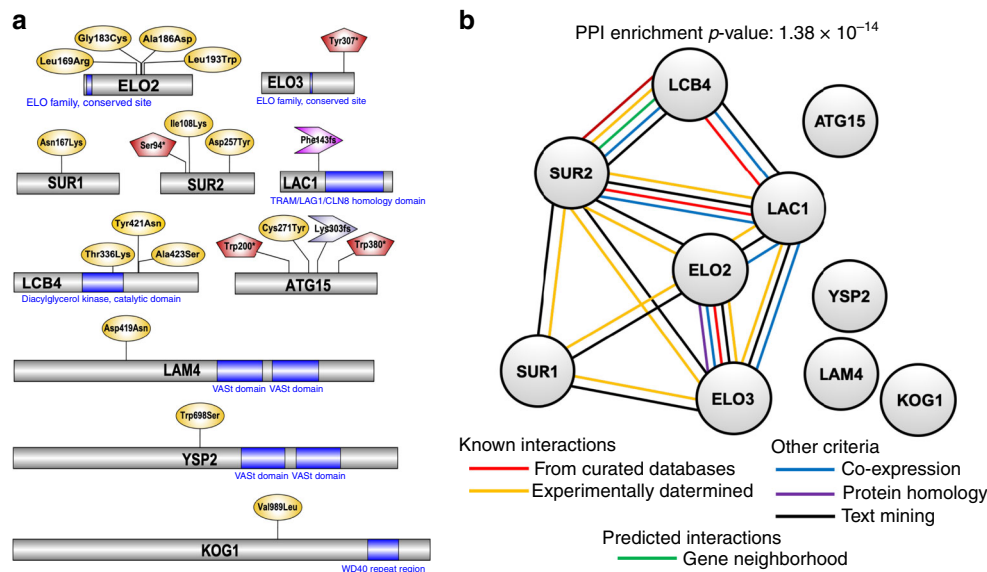 a
Gly183Cys
Ala186Asp
Leu169Arg
Leu193Trp
ELO2
ELO family, conserved site
Tyr307*
ELO3
ELO family, conserved site
Asn167Lys
SUR1
Ile108Lys
Ser94*
Asp257Tyr
SUR2
Phe143fs
LAC1
TRAM/LAG1/CLN8 homology domain
Tyr421Asn
Thr336Lys
Ala423Ser
LCB4
Diacylglycerol kinase, catalytic domain
Cys271Tyr
Lys303fs
Trp200*
Trp380*
ATG15
Asp419Asn
LAM4
VASt domain
VASt domain
Trp698Ser
YSP2
VASt domain
VASt domain
Val989Leu
KOG1
WD40 repeat region
b
PPI enrichment p-value: 1.38 × 10⁻¹⁴
LCB4
ATG15
SUR2
LAC1
ELO2
YSP2
SUR1
LAM4
ELO3
KOG1
Known interactions
From curated databases
Experimentally determined
Other criteria
Co-expression
Protein homology
Text mining
Predicted interactions
Gene neighborhood